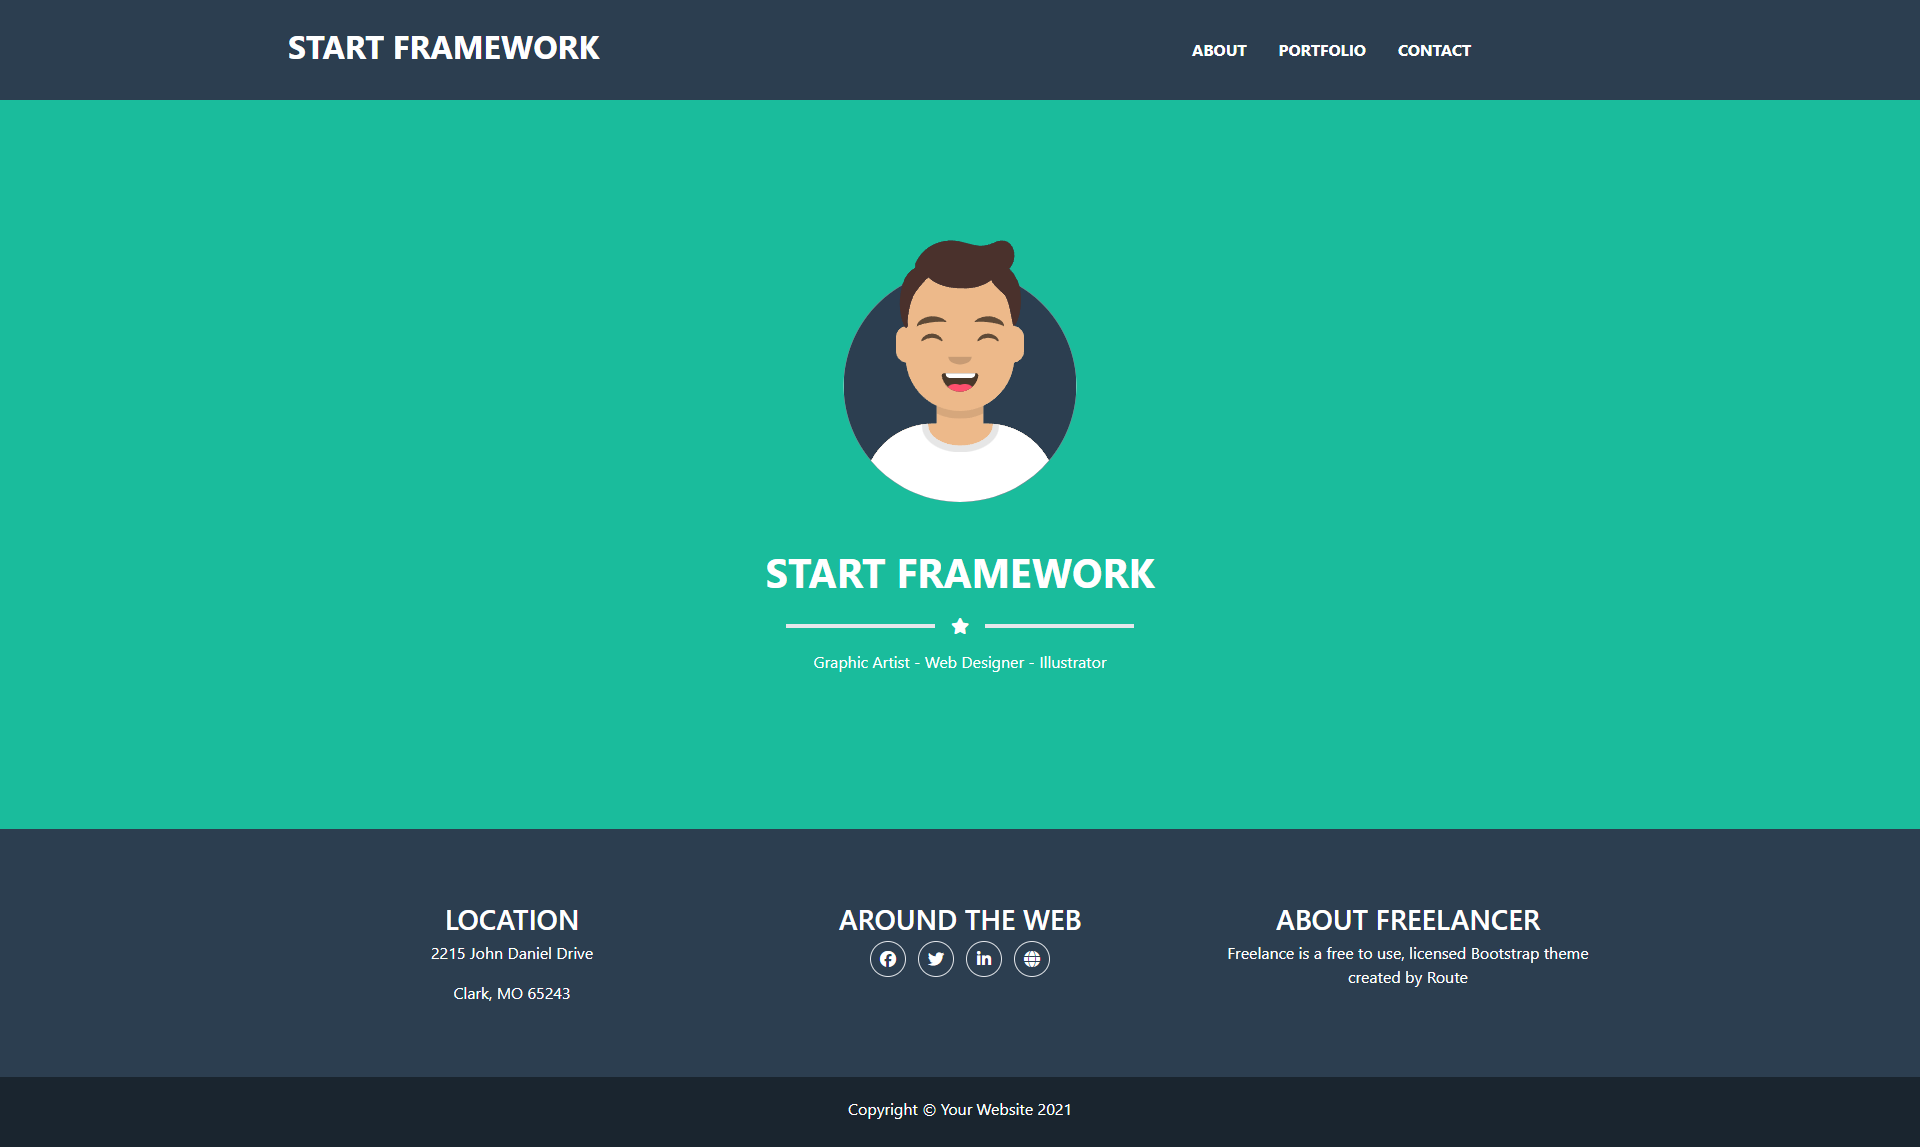 START FRAMEWORK
ABOUT PORTFOLIO CONTACT
START FRAMEWORK
Graphic Artist - Web Designer - Illustrator
LOCATION
2215 John Daniel Drive
Clark, MO 65243
AROUND THE WEB
ABOUT FREELANCER
Freelance is a free to use, licensed Bootstrap theme
created by Route
Copyright © Your Website 2021